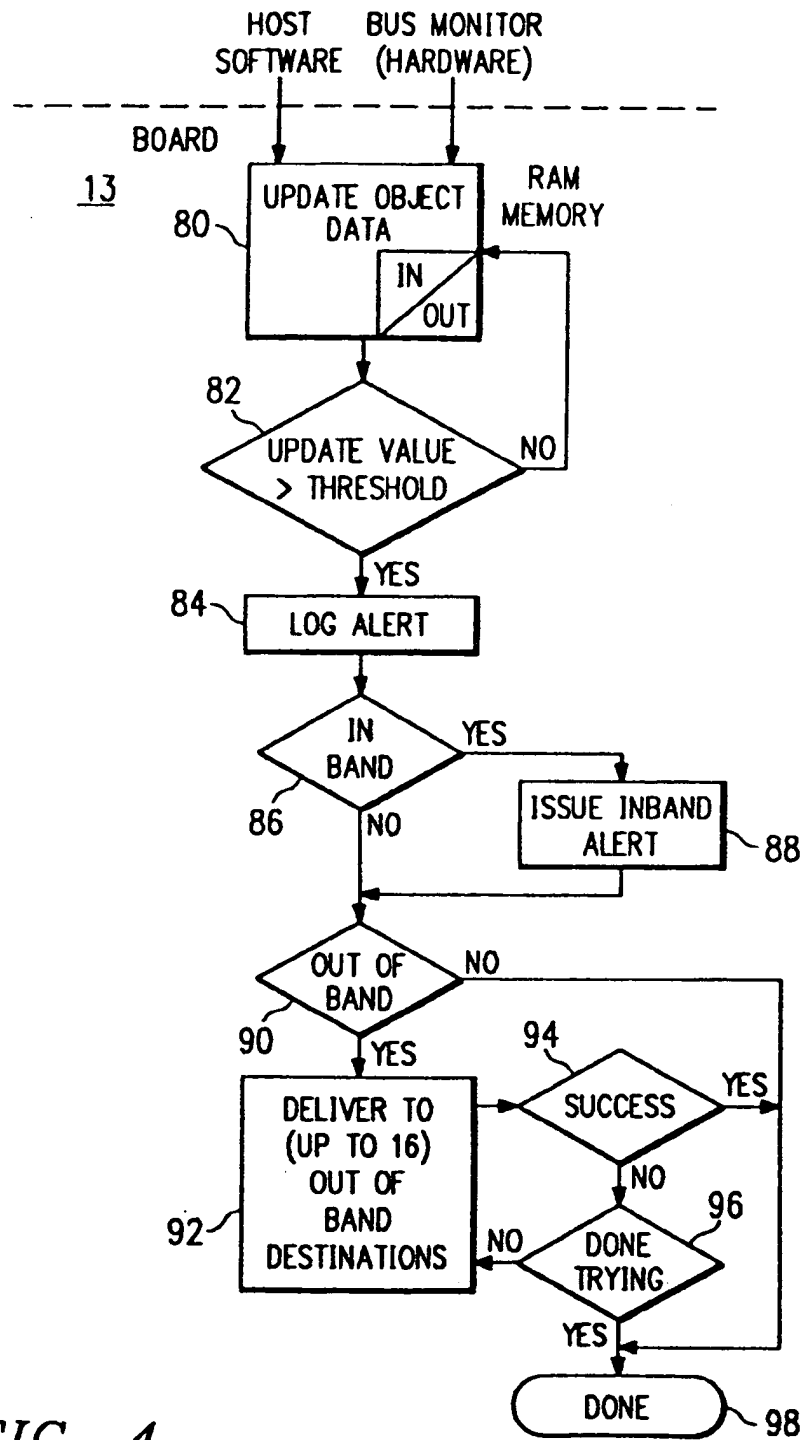 HOST
SOFTWARE
BUS MONITOR
(HARDWARE)
BOARD
13
RAM
MEMORY
80
UPDATE OBJECT
DATA
IN
OUT
82
UPDATE VALUE
> THRESHOLD
NO
YES
84
LOG ALERT
IN
BAND
YES
86
NO
ISSUE INBAND
ALERT
88
OUT OF
BAND
NO
90
YES
94
SUCCESS
YES
DELIVER TO
(UP TO 16)
OUT OF
BAND
DESTINATIONS
92
NO
96
DONE
TRYING
NO
YES
DONE
98
FIG. 4